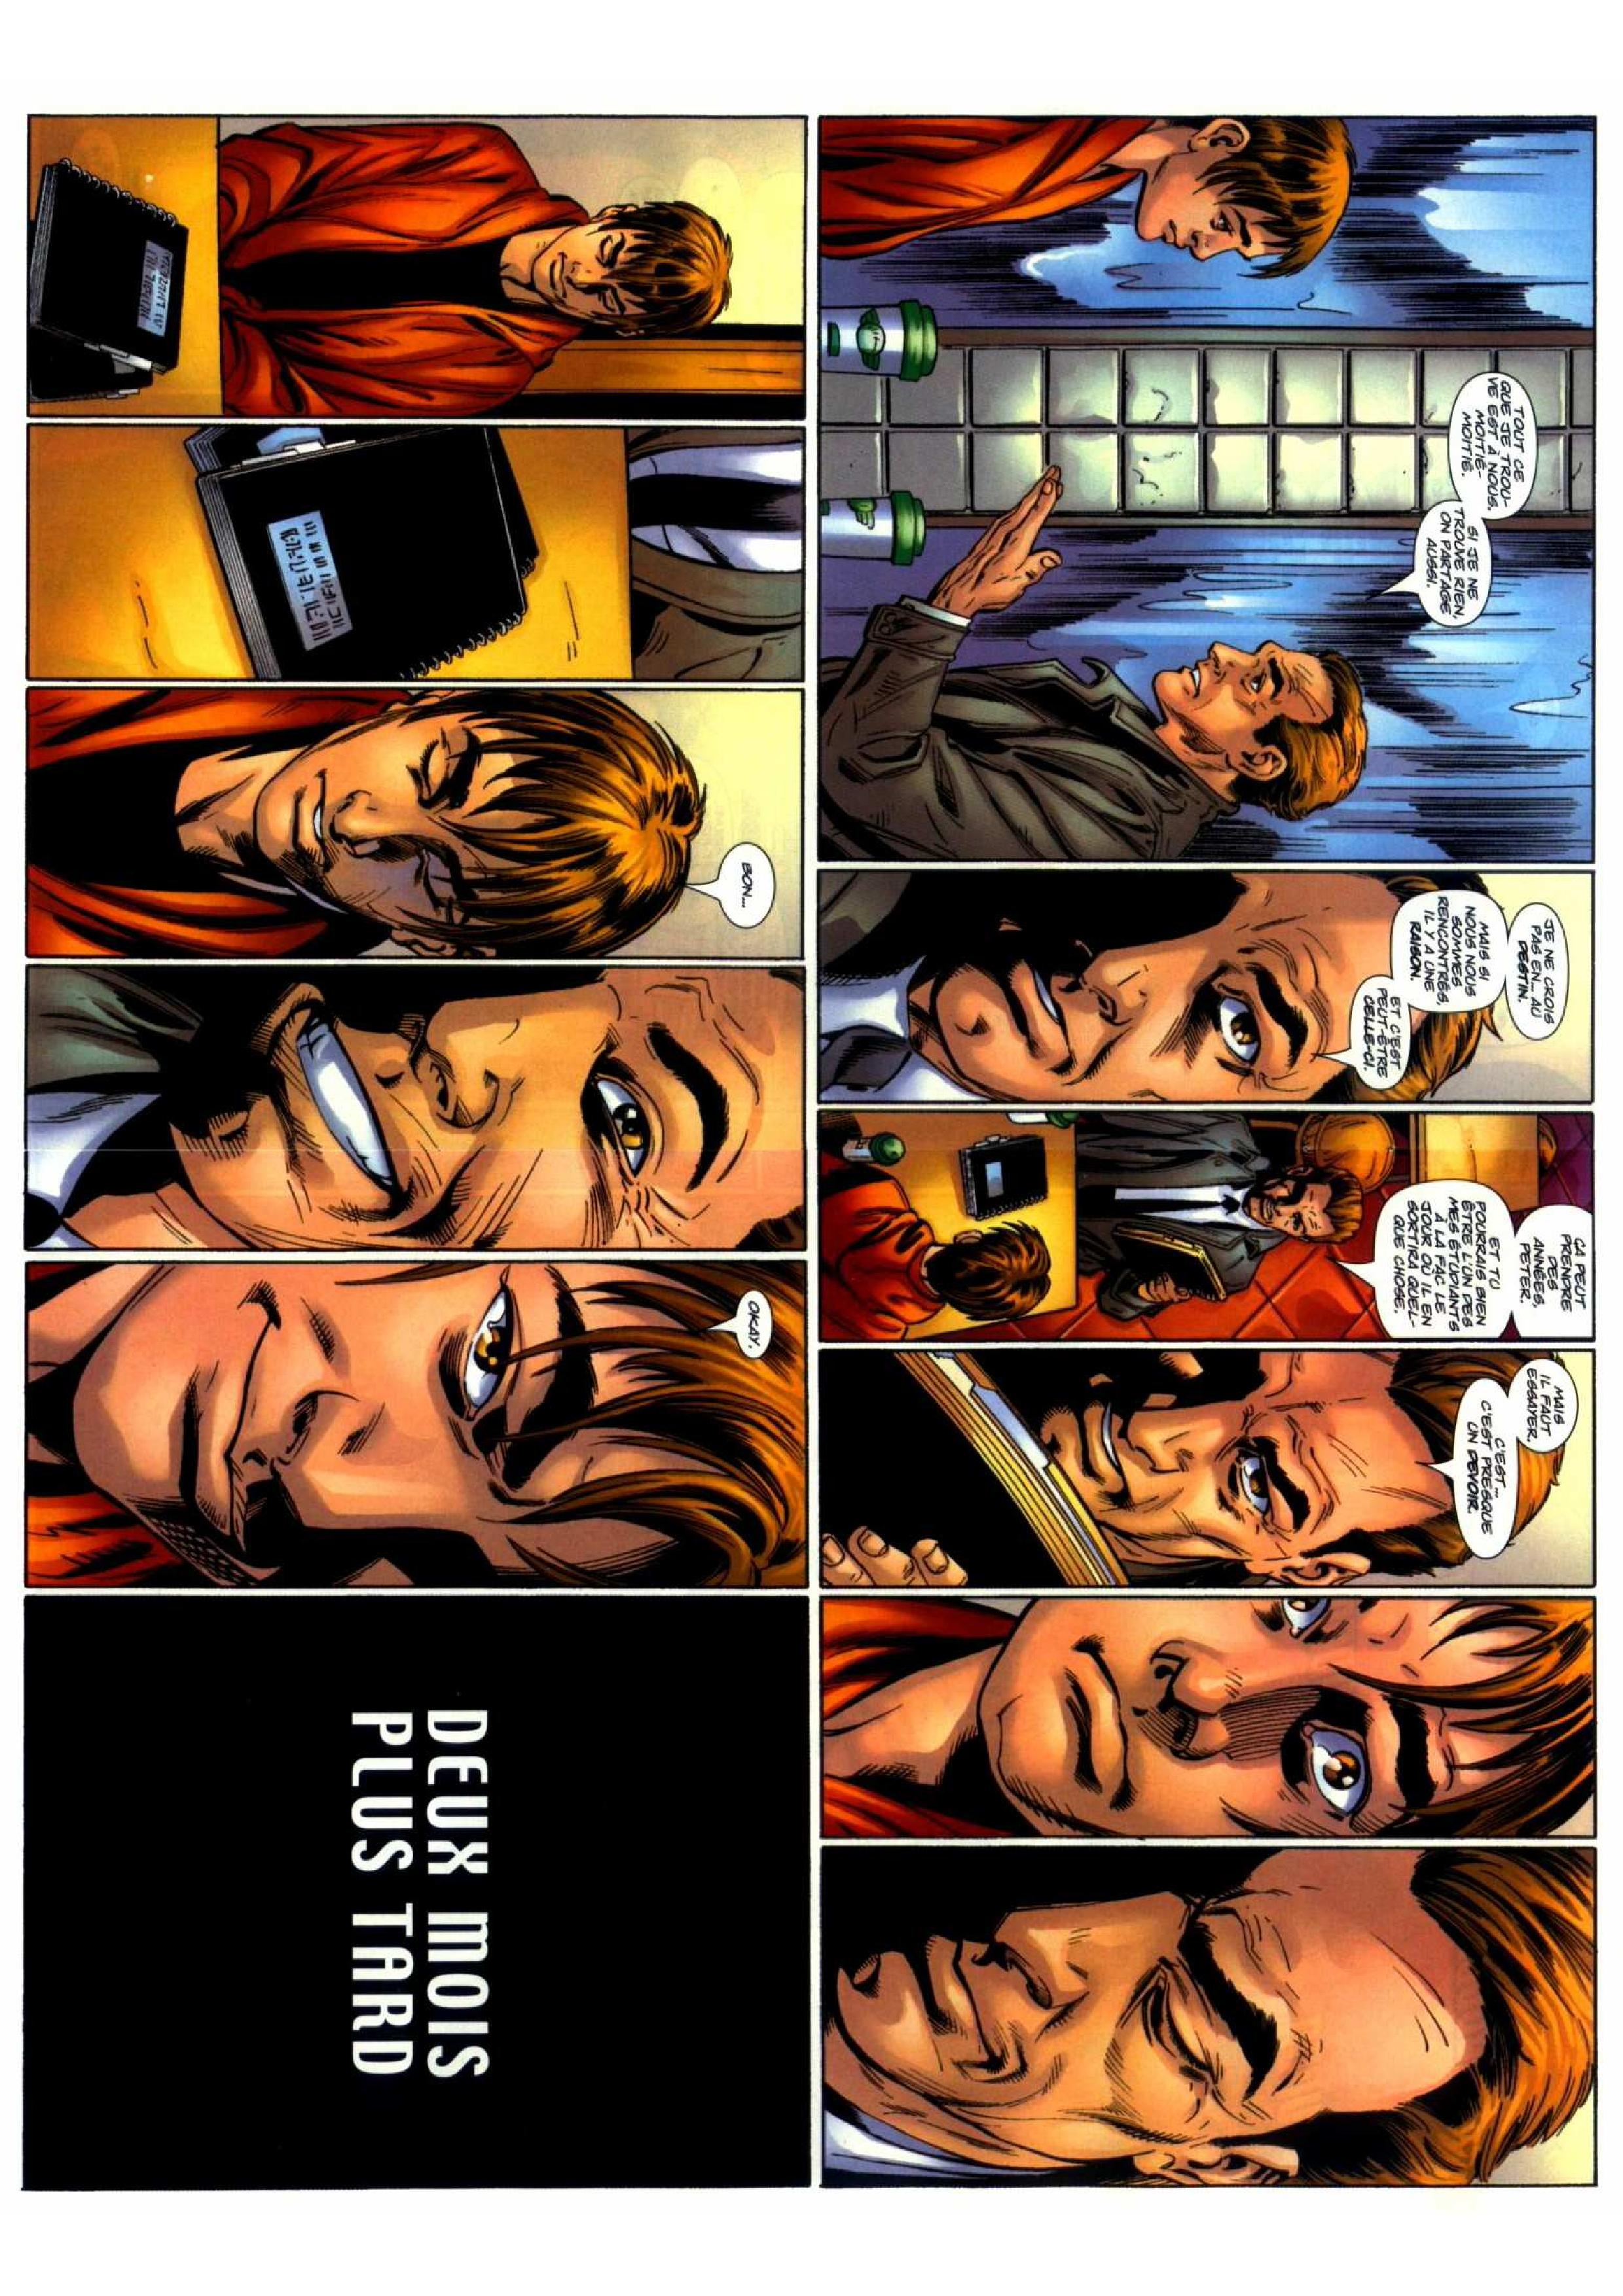 TOUT CE
QUE JE TROU-
VE EST À NOUS.
MOITIÉ-
MOITIÉ.
SI JE NE
TROUVE RIEN,
ON PARTAGE,
AUSSI.
JE NE CROIS
PAS EN... AU
DESTIN.
MAIS SI
NOUS NOUS
SOMMES
RENCONTRÉS,
IL Y A UNE
RAISON.
ET C'EST
PEUT-ÊTRE
CELLE-CI.
ÇA PEUT
PRENDRE
DES
ANNÉES,
PETER.
ET TU
POURRAIS BIEN
ÊTRE L'UN DES
MES ÉTUDIANTS
À LA FAC LE
JOUR OÙ IL EN
SORTIRA QUEL-
QUE CHOSE.
MAIS
IL FAUT
ESSAYER.
C'EST...
C'EST PRESQUE
UN DEVOIR.
BON...
OKAY.
DEUX MOIS
PLUS TARD